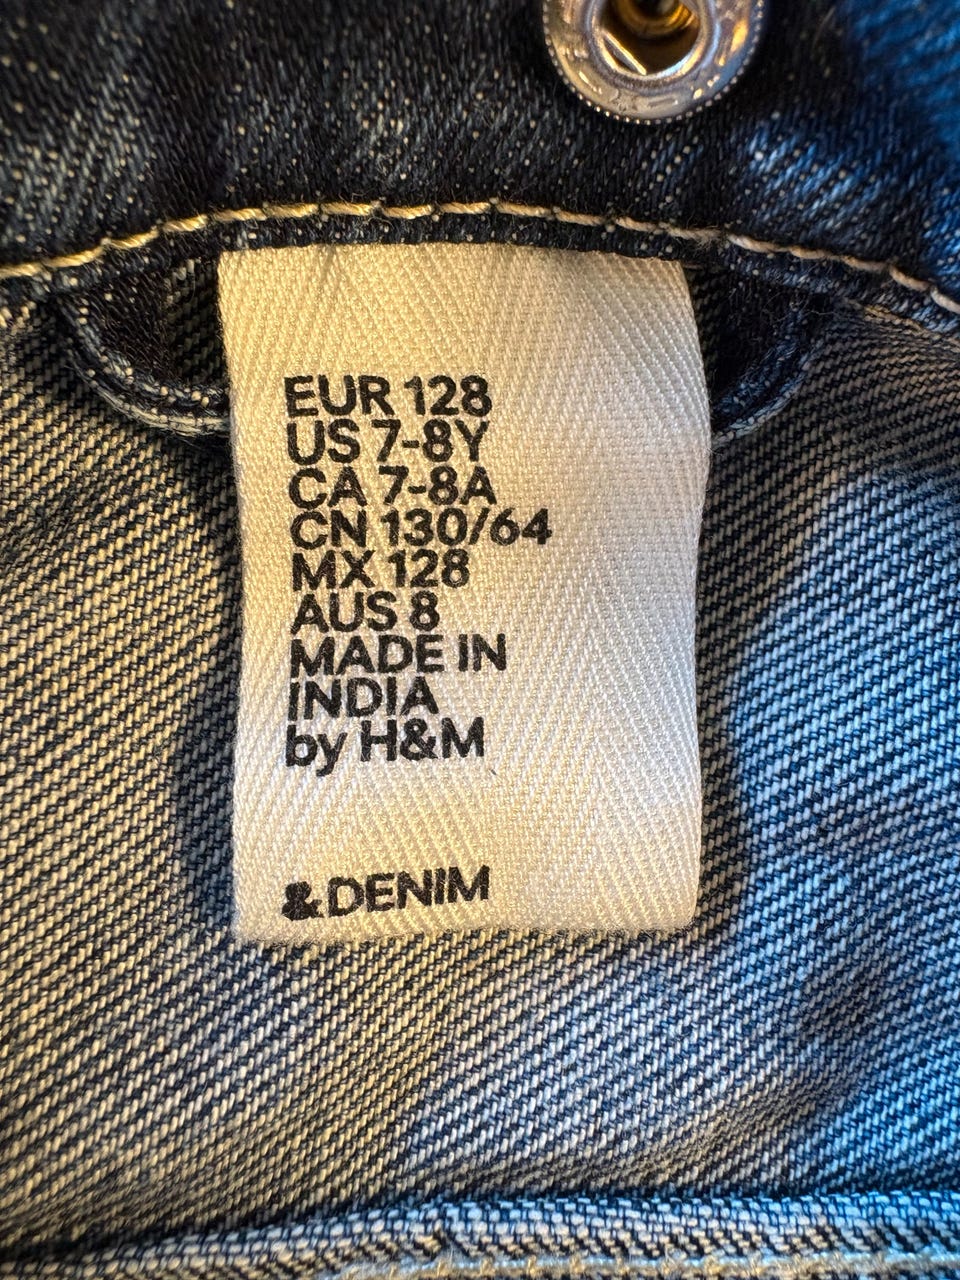 EUR 128
US 7-8Y
CA 7-8A
CN 130/64
MX 128
AUS 8
MADE IN
INDIA
by H&M
&DENIM